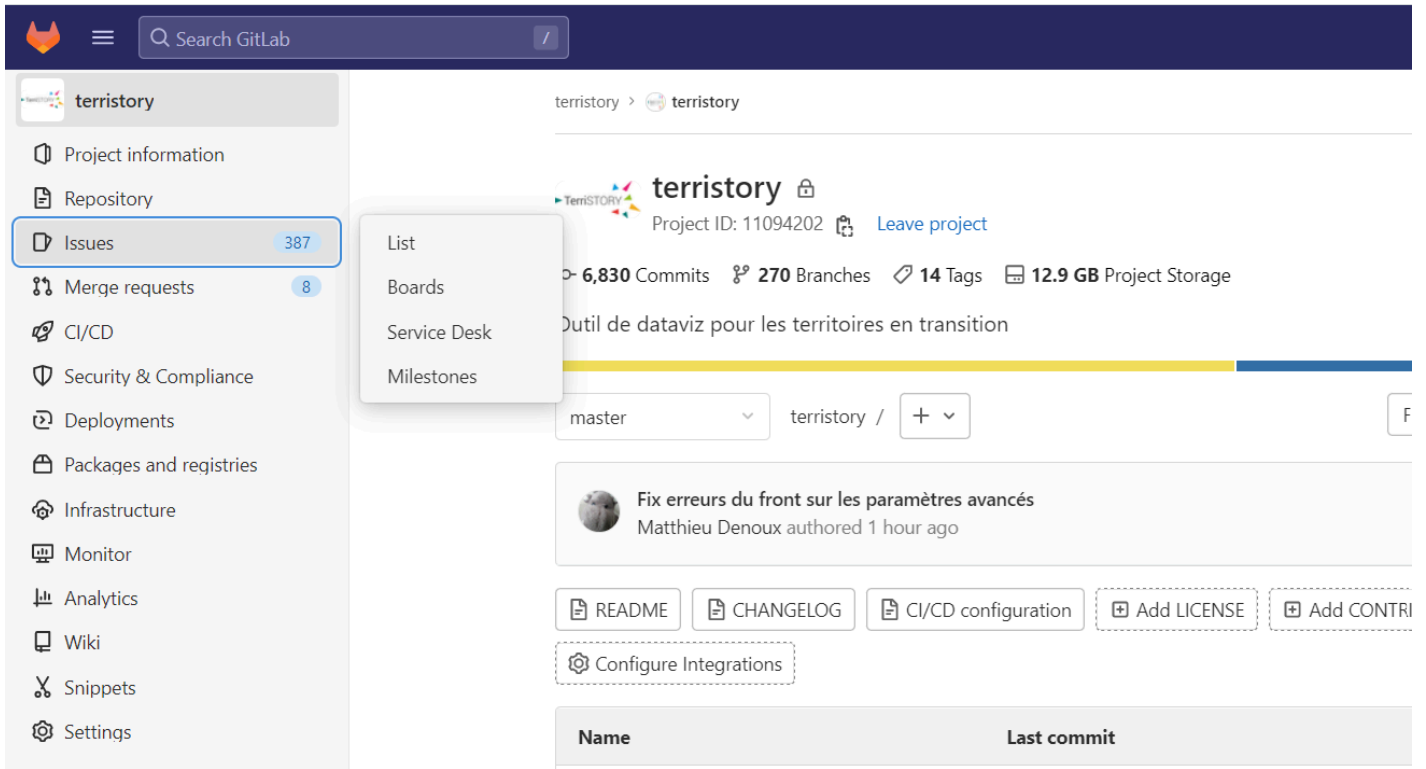 Search GitLab /
terristory
Project information
Repository
Issues 387
Merge requests 8
CI/CD
Security & Compliance
Deployments
Packages and registries
Infrastructure
Monitor
Analytics
Wiki
Snippets
Settings
List
Boards
Service Desk
Milestones
terristory > terristory
TerriSTORY
terristory
Project ID: 11094202 Leave project
6,830 Commits 270 Branches 14 Tags 12.9 GB Project Storage
Outil de dataviz pour les territoires en transition
master terristory / + F
Fix erreurs du front sur les paramètres avancés
Matthieu Denoux authored 1 hour ago
README CHANGELOG CI/CD configuration Add LICENSE Add CONTRI
Configure Integrations
Name Last commit